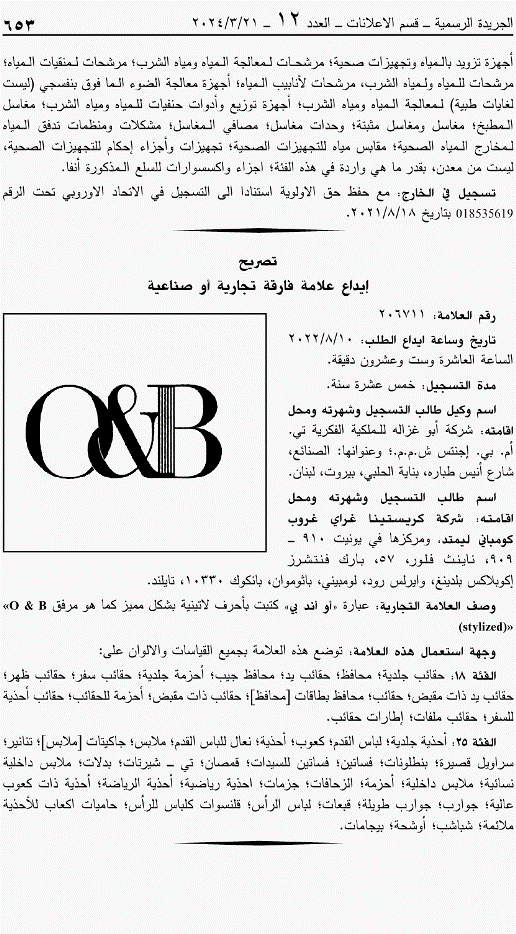 الجريدة الرسمية ـ قسم الاعلانات ـ العدد ١٢ ـ ٢٠٢٤/٣/٢١
٦٥٣
أجهزة تزويد بالمياه وتجهيزات صحية؛ مرشحات لمعالجة المياه ومياه الشرب؛ مرشحات لمنقيات المياه؛
مرشحات للمياه ولمياه الشرب، مرشحات لأنابيب المياه؛ أجهزة معالجة الضوء الما فوق بنفسجي (ليست
لغايات طبية) لمعالجة المياه ومياه الشرب؛ أجهزة توزيع وأدوات حنفيات للمياه ومياه الشرب؛ مغاسل
المطبخ؛ مغاسل ومغاسل مثبتة؛ وحدات مغاسل؛ مصافي المغاسل؛ مشكلات ومنظمات تدفق المياه
لمخارج المياه الصحية؛ مقابس مياه للتجهيزات الصحية؛ تجهيزات وأجزاء إحكام للتجهيزات الصحية،
ليست من معدن، بقدر ما هي واردة في هذه الفئة؛ اجزاء واكسسوارات للسلع المذكورة أنفا.
تسجيل في الخارج: مع حفظ حق الاولوية استنادا الى التسجيل في الاتحاد الاوروبي تحت الرقم
018535619 بتاريخ ٢٠٢١/٨/١٨.
تصريح
إيداع علامة فارقة تجارية أو صناعية
رقم العلامة: ٢٠٦٧١١
تاريخ وساعة ايداع الطلب: ٢٠٢٢/٨/١٠
الساعة العاشرة وست وعشرون دقيقة.
مدة التسجيل: خمس عشرة سنة.
اسم وكيل طالب التسجيل وشهرته ومحل
اقامته: شركة أبو غزاله للملكية الفكرية تي.
أم. بي. إجنتس ش.م.م.؛ وعنوانها: الصنائع،
شارع أنيس طباره، بناية الحلبي، بيروت، لبنان.
اسم طالب التسجيل وشهرته ومحل
اقامته: شركة كريستينا غراي غروب
كومباني ليمتد، ومركزها في يونيت ٩١٠ ـ
٩٠٩، ناينث فلور، ٥٧، بارك فنتشرز
إكوبلاكس بلدينغ، وايرلس رود، لومبيني، باثوموان، بانكوك ١٠٣٣٠، تايلند.
O&B
وصف العلامة التجارية: عبارة «او اند بي» كتبت بأحرف لاتينية بشكل مميز كما هو مرفق «O & B
(stylized)»
وجهة استعمال هذه العلامة: توضع هذه العلامة بجميع القياسات والالوان على:
الفئة ١٨: حقائب جلدية؛ محافظ؛ حقائب يد؛ محافظ جيب؛ أحزمة جلدية؛ حقائب سفر؛ حقائب ظهر؛
حقائب يد ذات مقبض؛ حقائب؛ محافظ بطاقات [محافظ]؛ حقائب ذات مقبض؛ أحزمة للحقائب؛ حقائب أحذية
للسفر؛ حقائب ملفات؛ إطارات حقائب.
الفئة ٢٥: أحذية جلدية؛ لباس القدم؛ كعوب؛ أحذية؛ نعال للباس القدم؛ ملابس؛ جاكيتات [ملابس]؛ تنانير؛
سراويل قصيرة؛ بنطلونات؛ فساتين؛ فساتين للسيدات؛ قمصان؛ تي ـ شيرتات؛ بدلات؛ ملابس داخلية
نسائية؛ ملابس داخلية؛ أحزمة؛ الزحافات؛ جزمات؛ احذية رياضية؛ أحذية الرياضة؛ أحذية ذات كعوب
عالية؛ جوارب؛ جوارب طويلة؛ قبعات؛ لباس الرأس؛ قلنسوات كلباس للرأس؛ حاميات اكعاب للأحذية
ملائمة؛ شباشب؛ أوشحة؛ بيجامات.